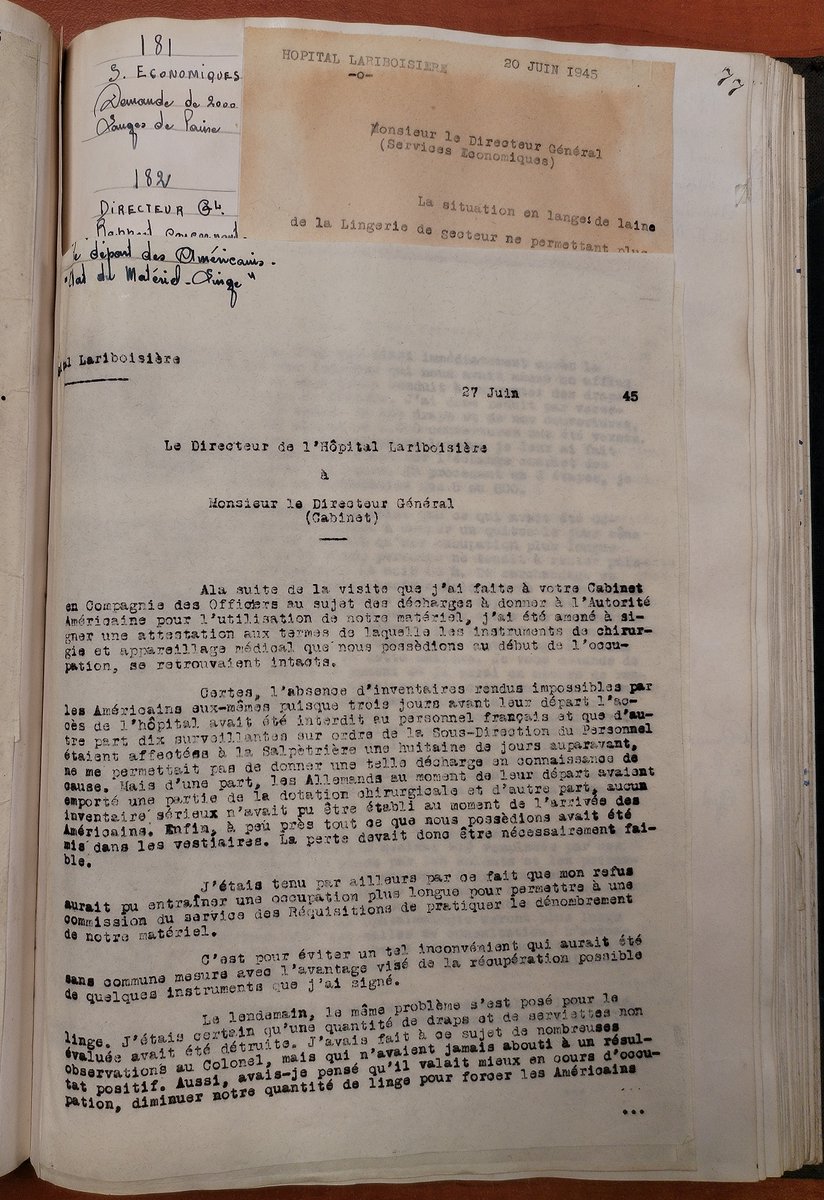 181
S. ECONOMIQUES
Demande de 2000
Langes de laine
182
DIRECTEUR GL.
Rapport concernant
le départ des Américains.
"Etat du Matériel-Linge"
HOPITAL LARIBOISIERE 20 JUIN 1945
-o-
77
Monsieur le Directeur Général
(Services Economiques)
La situation en langes de laine
de la Lingerie de secteur ne permettant plus
Lariboisière
27 Juin 45
Le Directeur de l'Hôpital Lariboisière
à
Monsieur le Directeur Général
(Cabinet)
Ala suite de la visite que j'ai faite à votre Cabinet
en Compagnie des Officiers au sujet des décharges à donner à l'Autorité
Américaine pour l'utilisation de notre matériel, j'ai été amené à si-
gner une attestation aux termes de laquelle les instruments de chirur-
gie et appareillage médical que nous possèdions au début de l'occu-
pation, se retrouvaient intacts.
Certes, l'absence d'inventaires rendus impossibles par
les Américains eux-mêmes puisque trois jours avant leur départ l'ac-
cès de l'hôpital avait été interdit au personnel français et que d'au-
tre part dix surveillantes sur ordre de la Sous-Direction du Personnel
étaient affectées à la Salpètrière une huitaine de jours auparavant,
ne me permettait pas de donner une telle décharge en connaissance de
cause. Mais d'une part, les Allemands au moment de leur départ avaient
emporté une partie de la dotation chirurgicale et d'autre part, aucun
inventaire sérieux n'avait pu être établi au moment de l'arrivée des
Américains. Enfin, à peu près tout ce que nous possèdions avait été
mis dans les vestiaires. La perte devait donc être nécessairement fai-
ble.
J'étais tenu par ailleurs par ce fait que mon refus
aurait pu entraîner une occupation plus longue pour permettre à une
commission du service des Réquisitions de pratiquer le dénombrement
de notre matériel.
C'est pour éviter un tel inconvénient qui aurait été
sans commune mesure avec l'avantage visé de la récupération possible
de quelques instruments que j'ai signé.
Le lendemain, le même problème s'est posé pour le
linge. J'étais certain qu'une quantité de draps et de serviettes non
évaluée avait été détruite. J'avais fait à ce sujet de nombreuses
observations au Colonel, mais qui n'avaient jamais abouti à un résul-
tat positif. Aussi, avais-je pensé qu'il valait mieux en cours d'occu-
pation, diminuer notre quantité de linge pour forcer les Américains
...